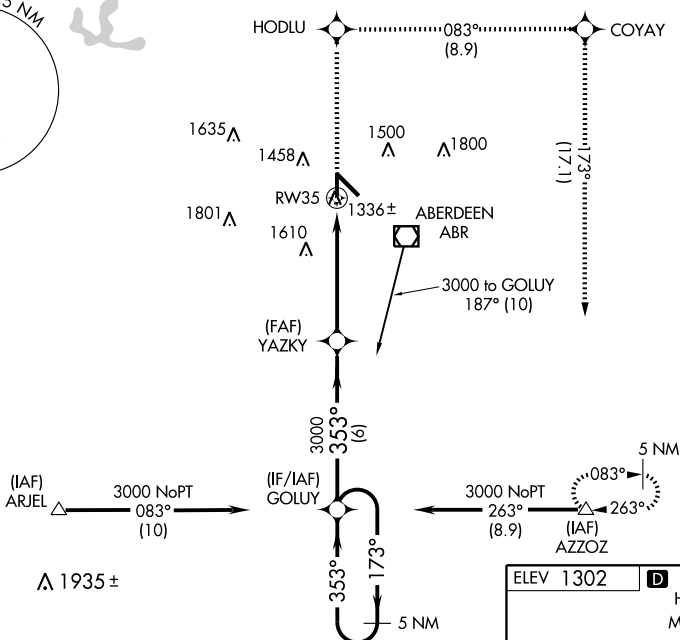 5 NM
HODLU
083°
(8.9)
COYAY
1635
1458
1500
1800
173°
(17.1)
RW35
1336±
1801
1610
ABERDEEN
ABR
3000 to GOLUY
187° (10)
(FAF)
YAZKY
3000
353°
(6)
(IAF)
ARJEL
3000 NoPT
083°
(10)
(IF/IAF)
GOLUY
3000 NoPT
263°
(8.9)
5 NM
083°
263°
(IAF)
AZZOZ
1935±
353°
173°
5 NM
ELEV 1302
D
H
M